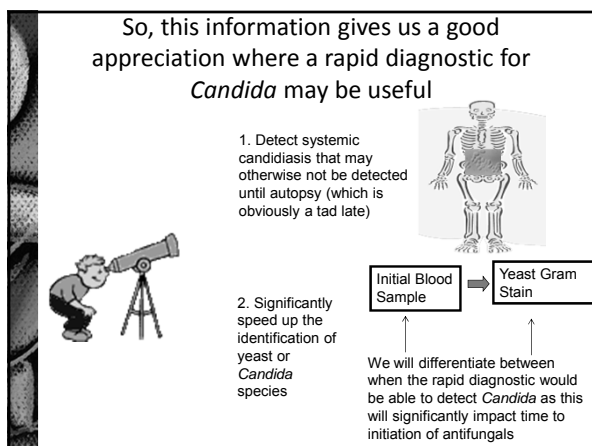 So, this information gives us a good
appreciation where a rapid diagnostic for
Candida may be useful
1. Detect systemic
candidiasis that may
otherwise not be detected
until autopsy (which is
obviously a tad late)
2. Significantly
speed up the
identification of
yeast or
Candida
species
Initial Blood
Sample
Yeast Gram
Stain
We will differentiate between
when the rapid diagnostic would
be able to detect Candida as this
will significantly impact time to
initiation of antifungals